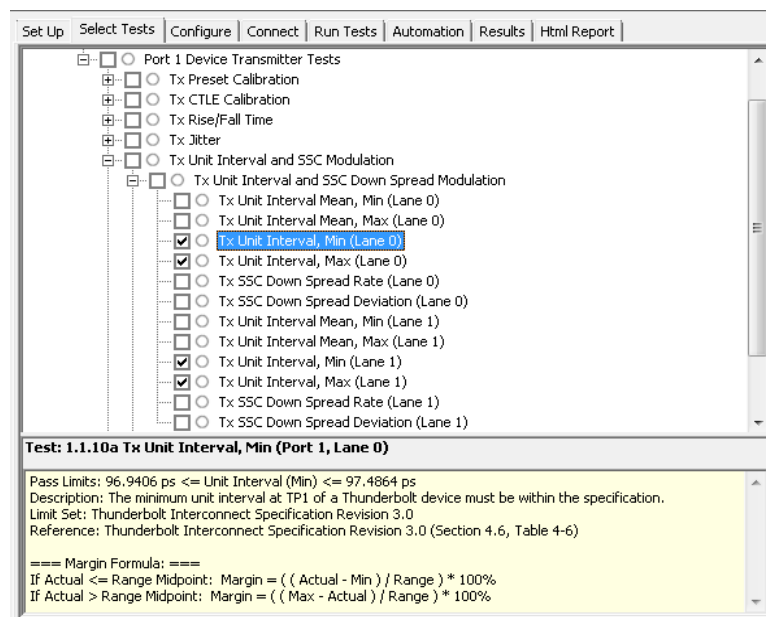 Set Up Select Tests Configure Connect Run Tests Automation Results Html Report
Port 1 Device Transmitter Tests
Tx Preset Calibration
Tx CTLE Calibration
Tx Rise/Fall Time
Tx Jitter
Tx Unit Interval and SSC Modulation
Tx Unit Interval and SSC Down Spread Modulation
Tx Unit Interval Mean, Min (Lane 0)
Tx Unit Interval Mean, Max (Lane 0)
Tx Unit Interval, Min (Lane 0)
Tx Unit Interval, Max (Lane 0)
Tx SSC Down Spread Rate (Lane 0)
Tx SSC Down Spread Deviation (Lane 0)
Tx Unit Interval Mean, Min (Lane 1)
Tx Unit Interval Mean, Max (Lane 1)
Tx Unit Interval, Min (Lane 1)
Tx Unit Interval, Max (Lane 1)
Tx SSC Down Spread Rate (Lane 1)
Tx SSC Down Spread Deviation (Lane 1)
Test: 1.1.10a Tx Unit Interval, Min (Port 1, Lane 0)
Pass Limits: 96.9406 ps <= Unit Interval (Min) <= 97.4864 ps
Description: The minimum unit interval at TP1 of a Thunderbolt device must be within the specification.
Limit Set: Thunderbolt Interconnect Specification Revision 3.0
Reference: Thunderbolt Interconnect Specification Revision 3.0 (Section 4.6, Table 4-6)
=== Margin Formula: ===
If Actual <= Range Midpoint: Margin = ( ( Actual - Min ) / Range ) * 100%
If Actual > Range Midpoint: Margin = ( ( Max - Actual ) / Range ) * 100%